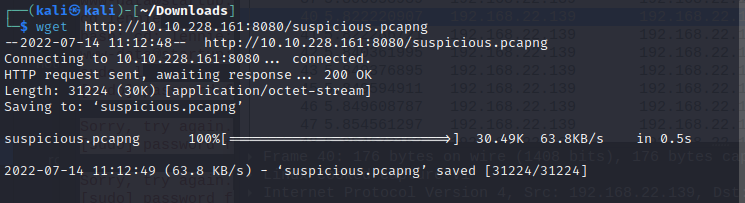 ┌──(kali㉿kali)-[~/Downloads]
└─$ wget http://10.10.228.161:8080/suspicious.pcapng
--2022-07-14 11:12:48-- http://10.10.228.161:8080/suspicious.pcapng
Connecting to 10.10.228.161:8080... connected.
HTTP request sent, awaiting response... 200 OK
Length: 31224 (30K) [application/octet-stream]
Saving to: ‘suspicious.pcapng’
suspicious.pcapng 100%[===================================>] 30.49K 63.8KB/s in 0.5s
2022-07-14 11:12:49 (63.8 KB/s) - ‘suspicious.pcapng’ saved [31224/31224]